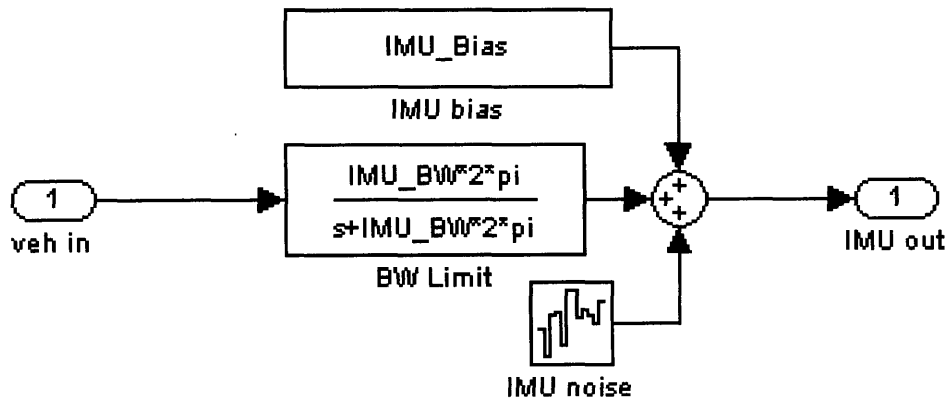 IMU_Bias
IMU bias
1
veh in
IMU_BW*2*pi
s+IMU_BW*2*pi
BW Limit
+
+
+
1
IMU out
IMU noise